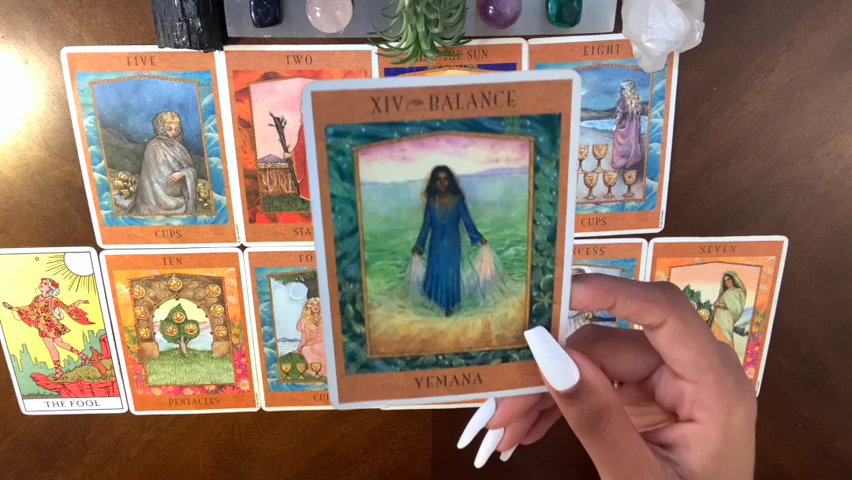 FIVE
TWO
THE SUN
EIGHT
XIV BALANCE
CUPS
CUPS
TEN
SEVEN
YEMANA
THE FOOL
PENTACLES